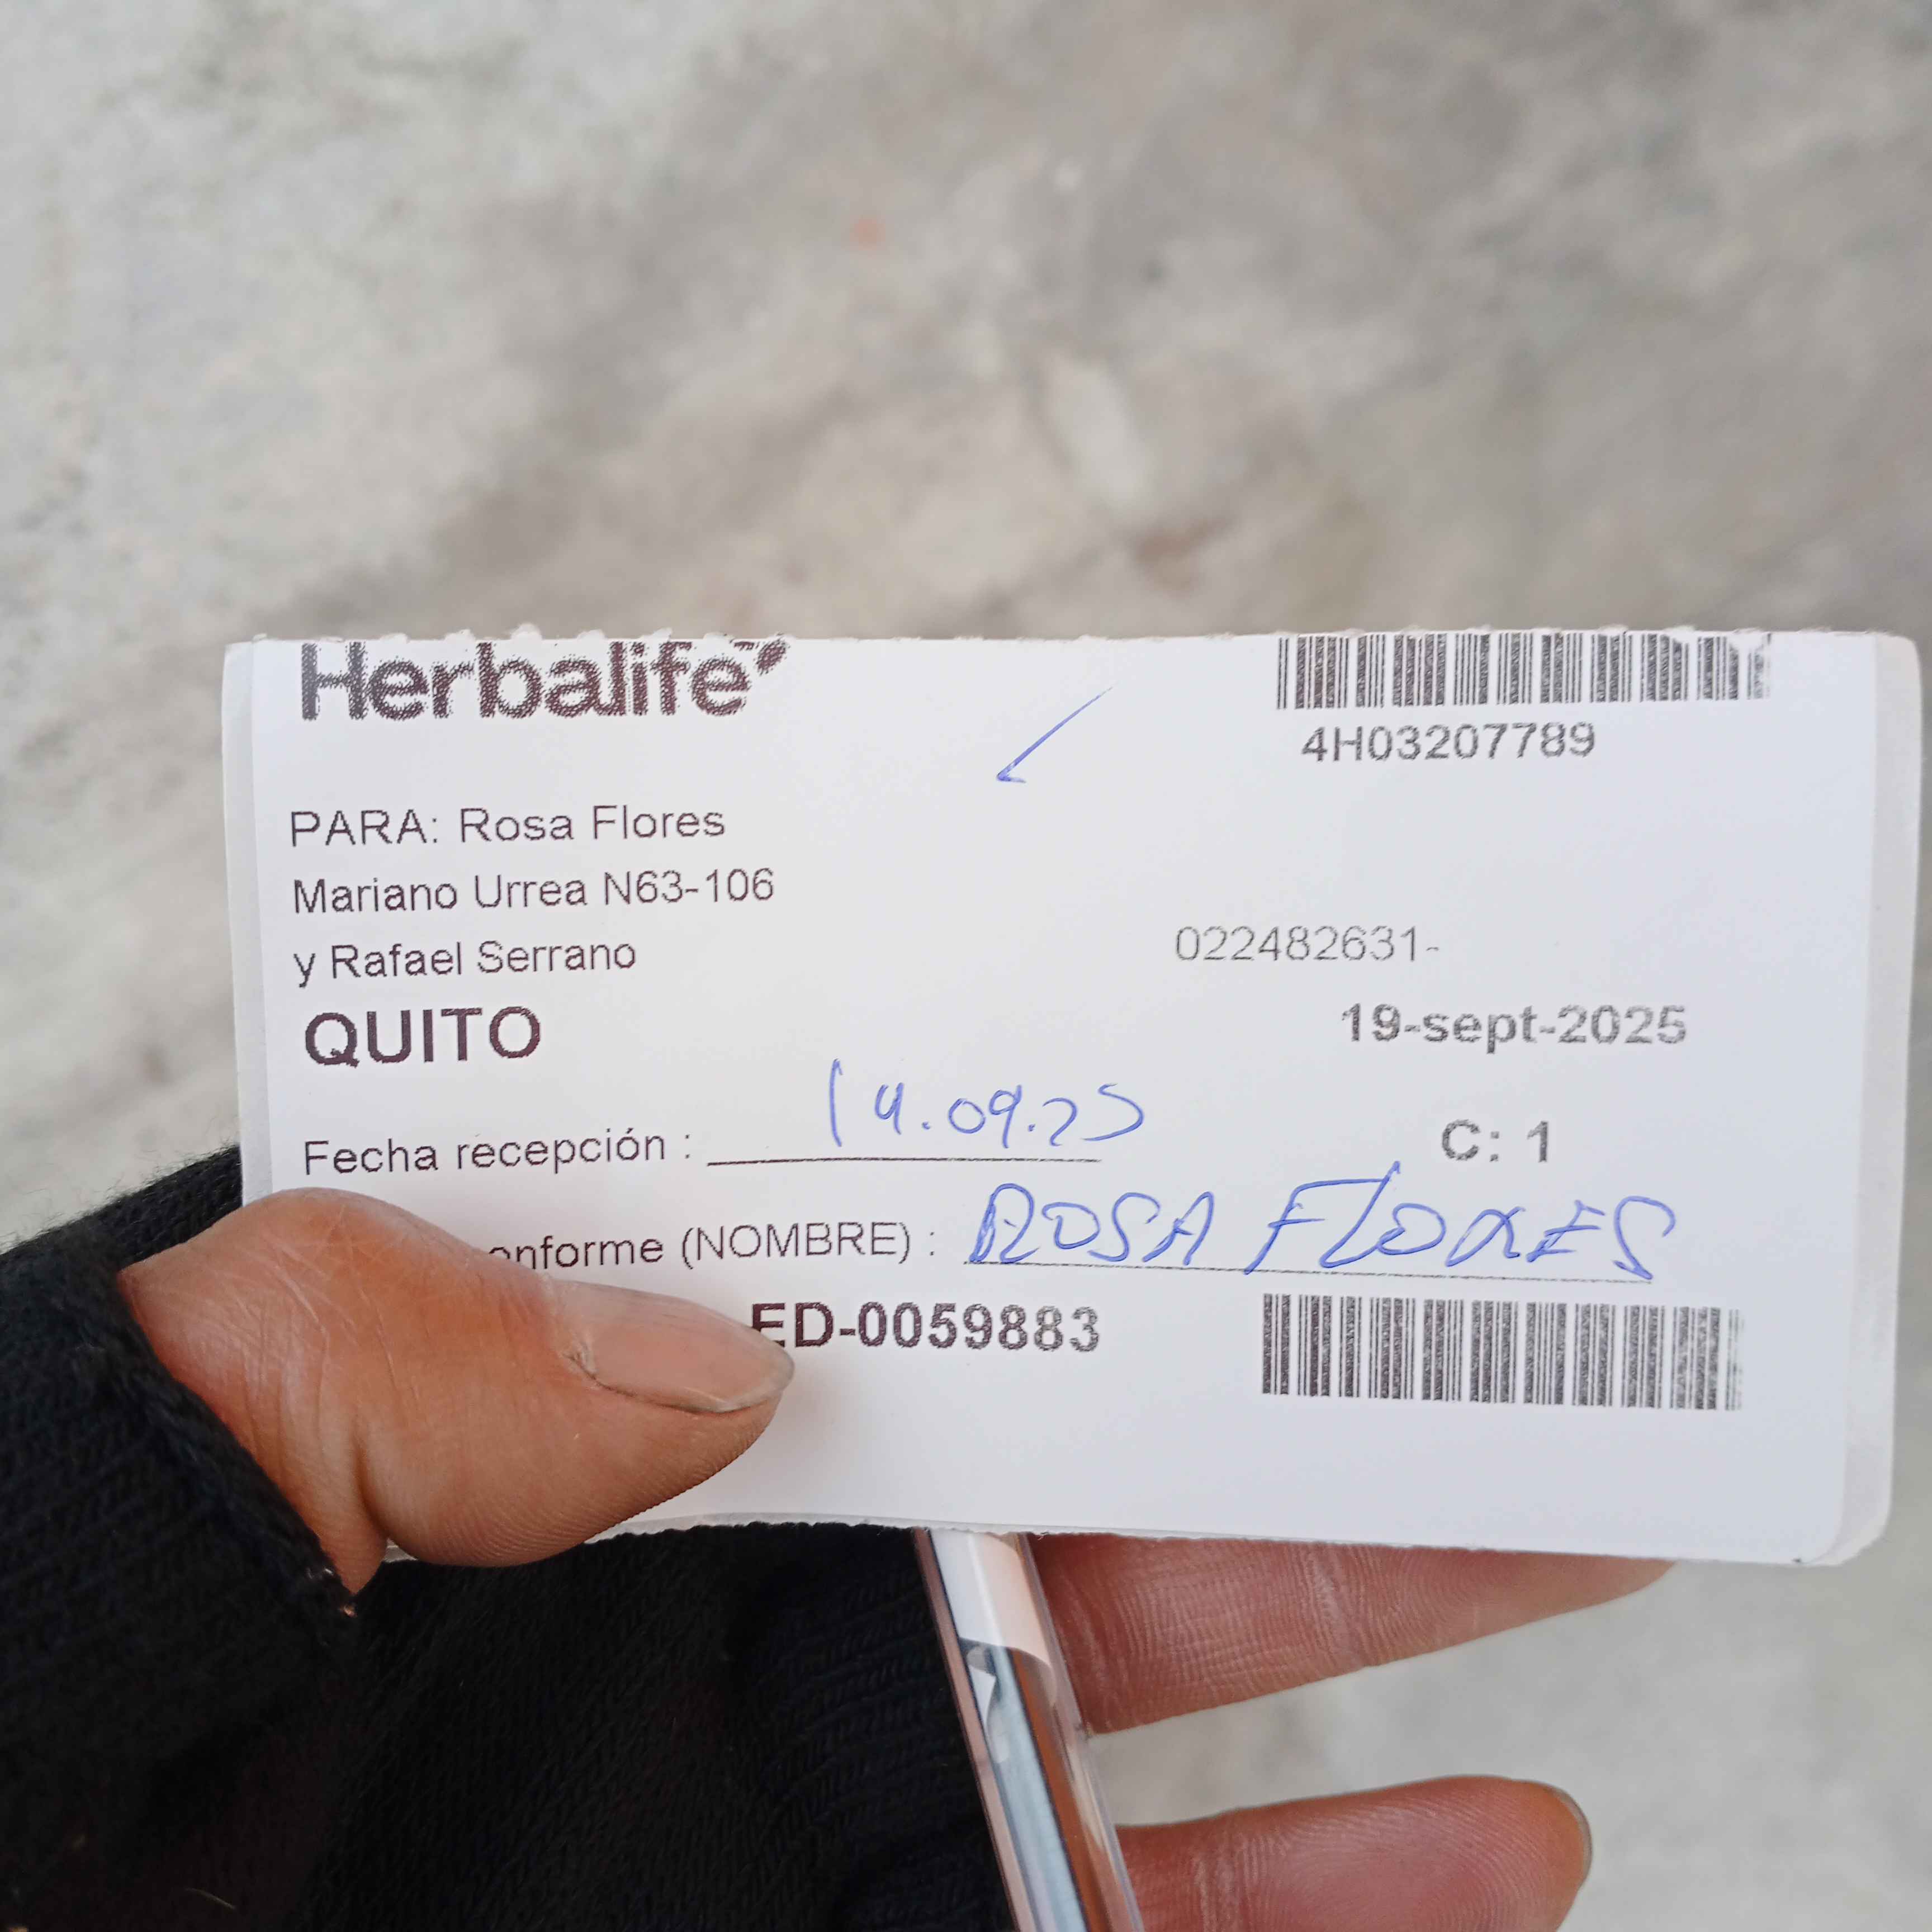 Herbalife
4H03207789
PARA: Rosa Flores
Mariano Urrea N63-106
y Rafael Serrano
022482631-
QUITO
19-sept-2025
Fecha recepción : 19.09.25
C: 1
onforme (NOMBRE) : ROSA FLORES
ED-0059883